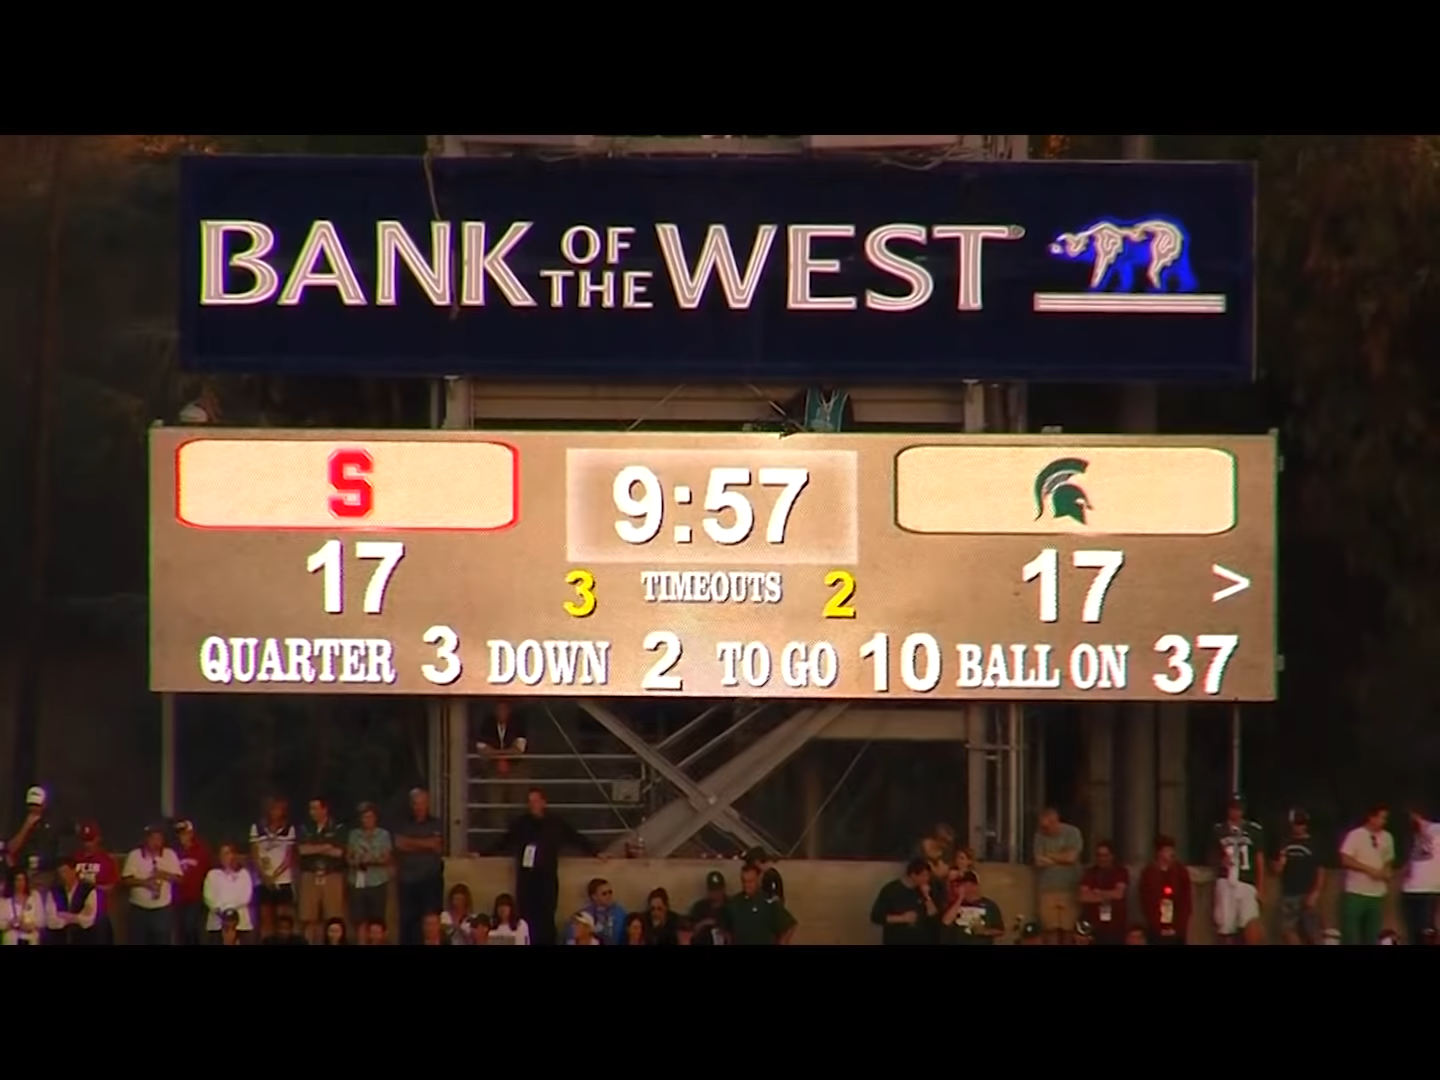 BANK OF THE WEST
S
9:57
17
3 TIMEOUTS 2
17 >
QUARTER 3 DOWN 2 TO GO 10 BALL ON 37